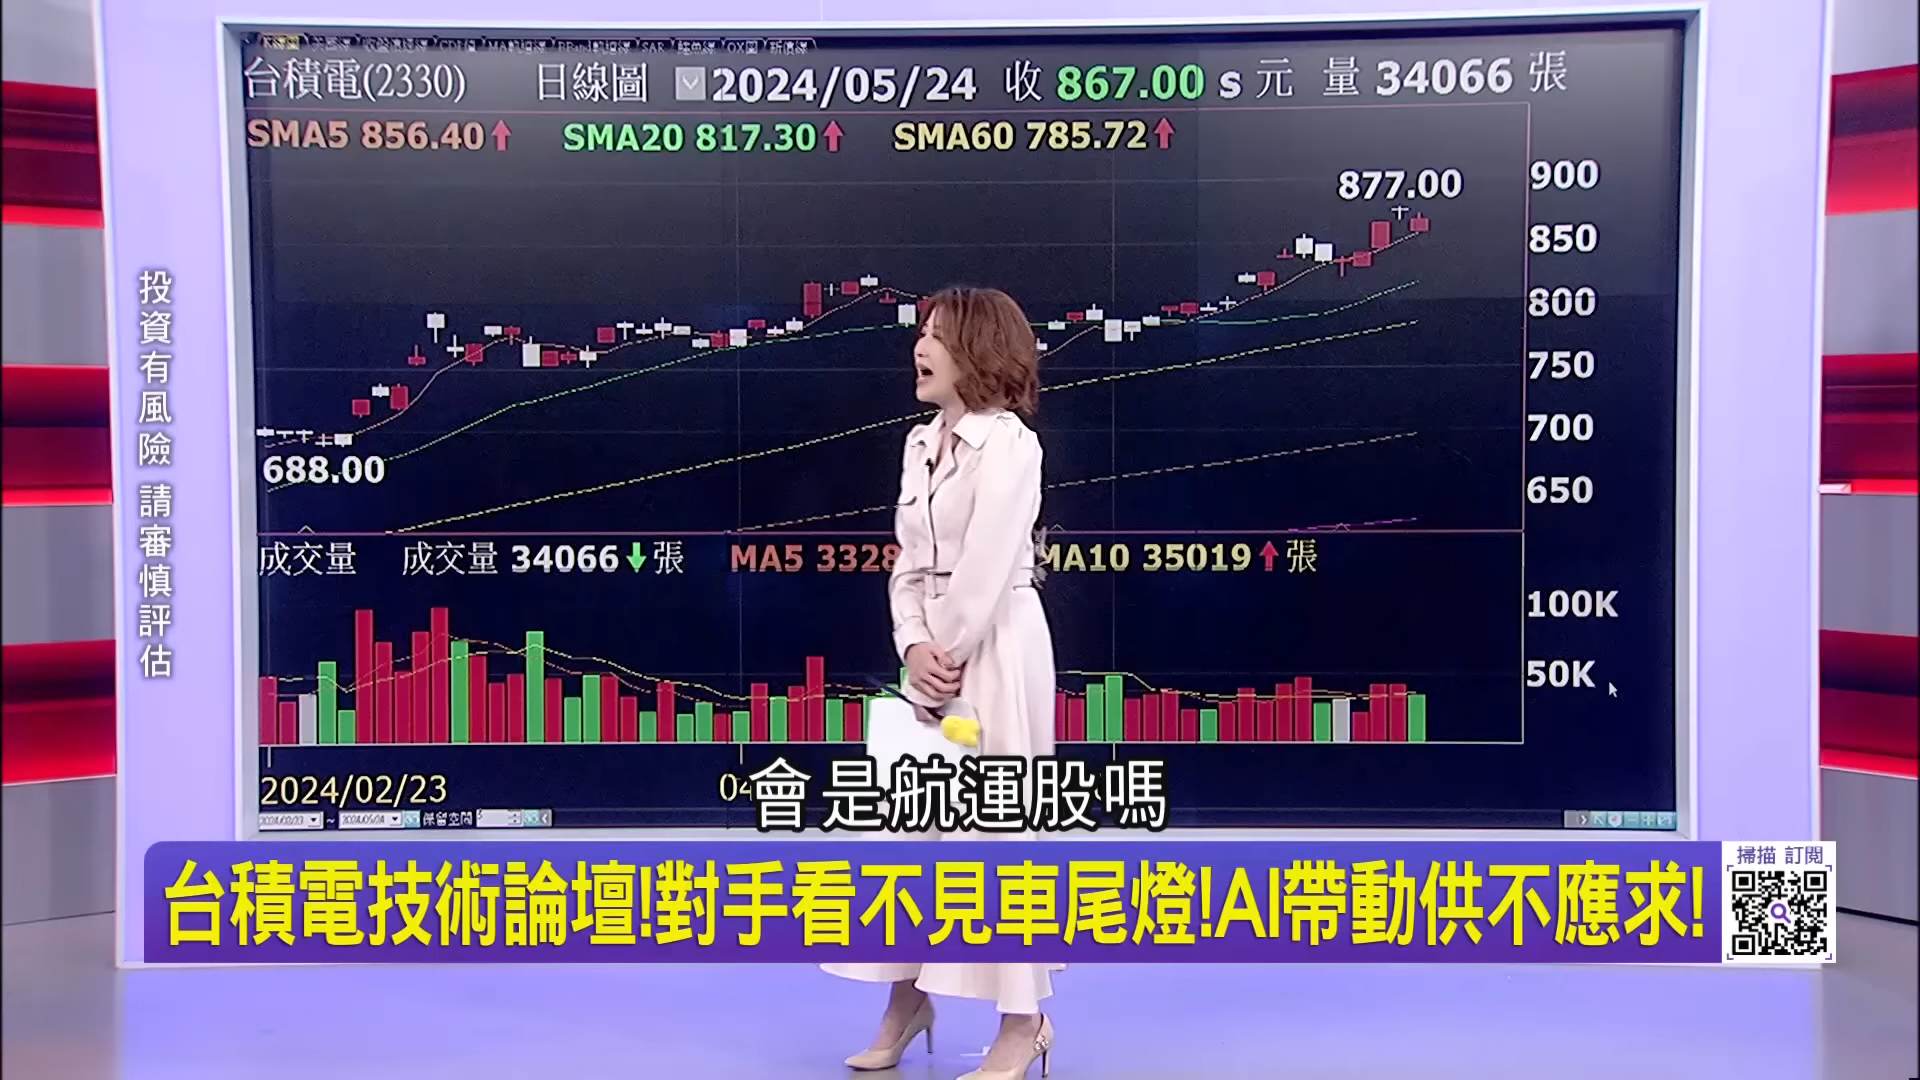 台積電(2330) 日線圖 2024/05/24 收 867.00 s 元 量 34066 張
SMA5 856.40↑ SMA20 817.30↑ SMA60 785.72↑
877.00
900
850
800
750
700
650
688.00
成交量 成交量 34066↓張 MA5 3328 MA10 35019↑張
100K
50K
2024/02/23 04
保留空間
投資有風險 請審慎評估
會是航運股嗎
台積電技術論壇!對手看不見車尾燈!AI帶動供不應求!
掃描 訂閱